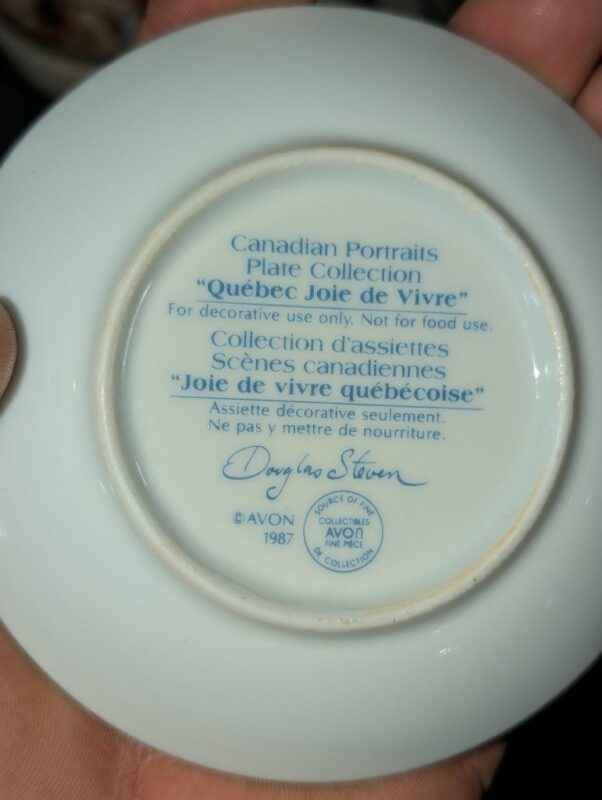 Canadian Portraits
Plate Collection
"Québec Joie de Vivre"
For decorative use only. Not for food use.
Collection d'assiettes
Scènes canadiennes
"Joie de vivre québécoise"
Assiette décorative seulement.
Ne pas y mettre de nourriture.
Douglas Steven
© AVON
1987
SOURCE OF FINE
COLLECTIBLES
AVON
FINE PIÈCE
DE COLLECTION